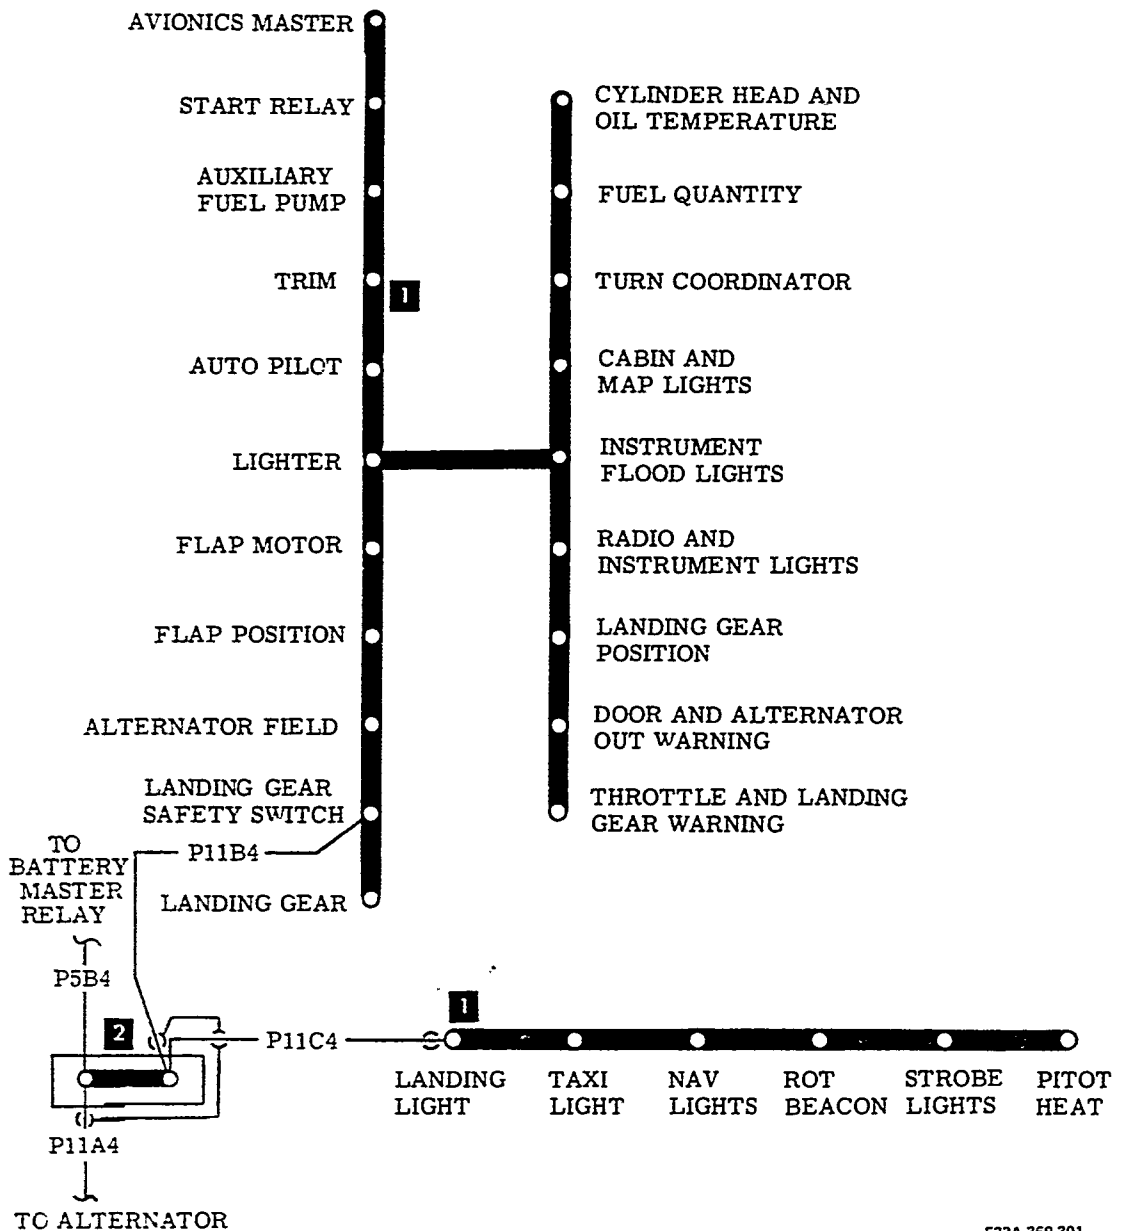 AVIONICS MASTER
START RELAY
AUXILIARY
FUEL PUMP
TRIM
1
AUTO PILOT
LIGHTER
FLAP MOTOR
FLAP POSITION
ALTERNATOR FIELD
LANDING GEAR
SAFETY SWITCH
P11B4
LANDING GEAR
CYLINDER HEAD AND
OIL TEMPERATURE
FUEL QUANTITY
TURN COORDINATOR
CABIN AND
MAP LIGHTS
INSTRUMENT
FLOOD LIGHTS
RADIO AND
INSTRUMENT LIGHTS
LANDING GEAR
POSITION
DOOR AND ALTERNATOR
OUT WARNING
THROTTLE AND LANDING
GEAR WARNING
TO
BATTERY
MASTER
RELAY
P5B4
2
P11C4
1
LANDING
LIGHT
TAXI
LIGHT
NAV
LIGHTS
ROT
BEACON
STROBE
LIGHTS
PITOT
HEAT
P11A4
TO ALTERNATOR